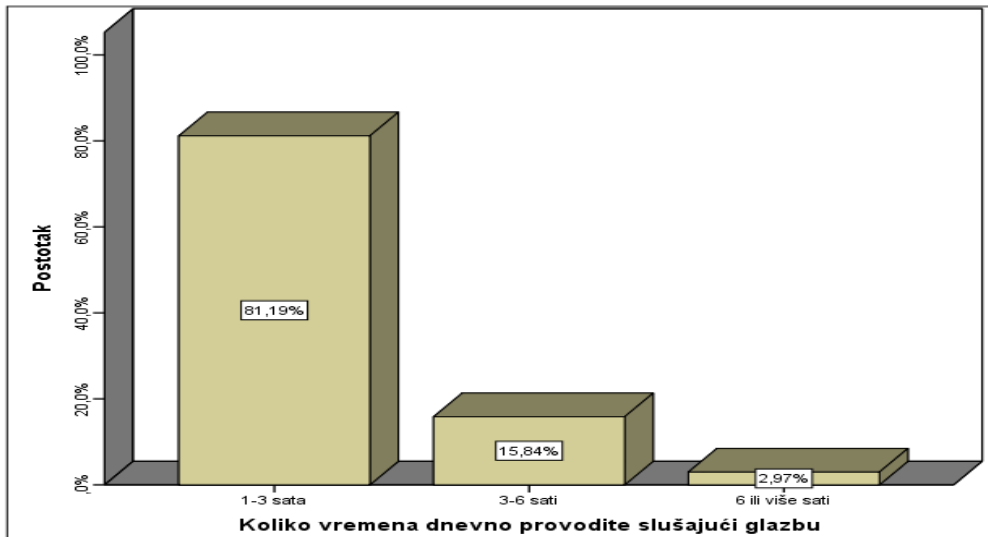 Postotak
100,0%
80,0%
60,0%
40,0%
20,0%
,0%
81,19%
15,84%
2,97%
1-3 sata
3-6 sati
6 ili više sati
Koliko vremena dnevno provodite slušajući glazbu